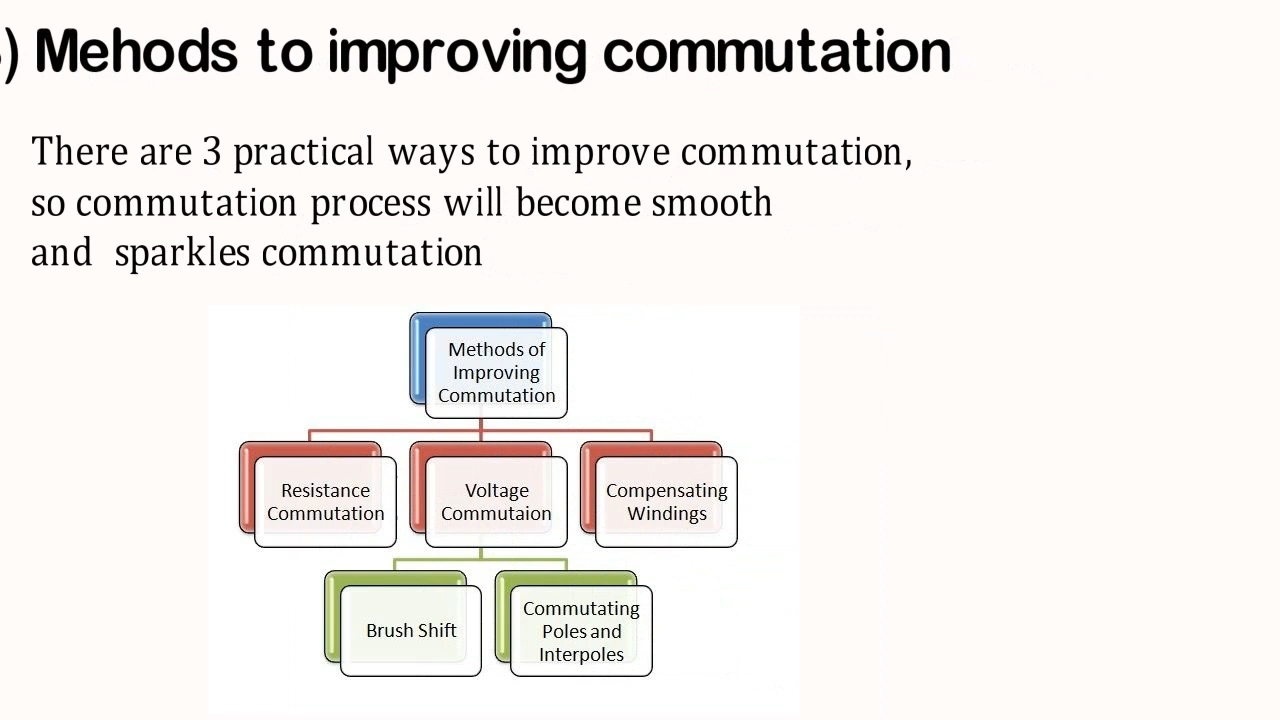 ) Mehods to improving commutation
There are 3 practical ways to improve commutation,
so commutation process will become smooth
and sparkles commutation
Methods of
Improving
Commutation
Resistance
Commutation
Voltage
Commutaion
Compensating
Windings
Brush Shift
Commutating
Poles and
Interpoles